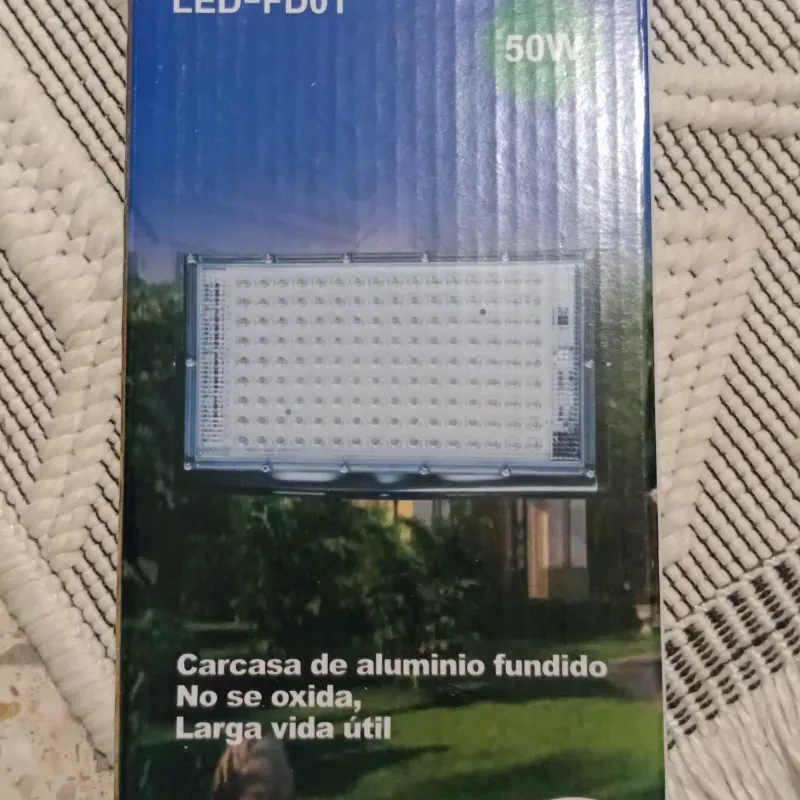 LED-FD01
50W
Carcasa de aluminio fundido
No se oxida,
Larga vida útil